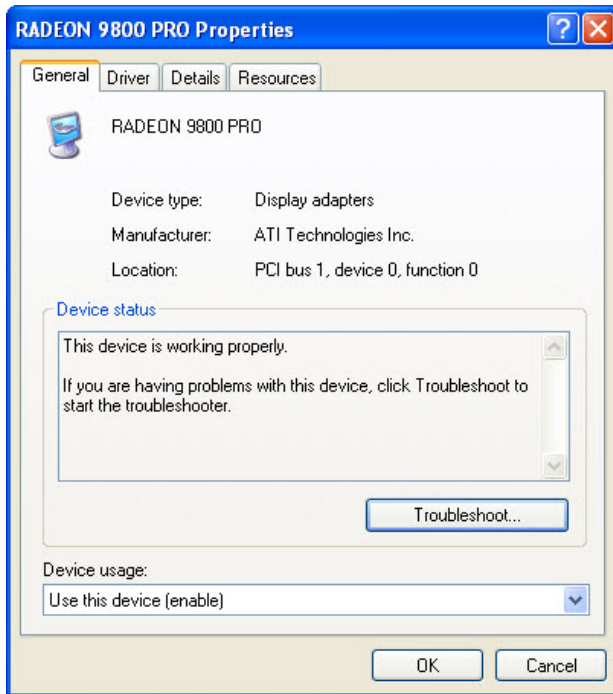 RADEON 9800 PRO Properties
General Driver Details Resources
RADEON 9800 PRO
Device type: Display adapters
Manufacturer: ATI Technologies Inc.
Location: PCI bus 1, device 0, function 0
Device status
This device is working properly.
If you are having problems with this device, click Troubleshoot to
start the troubleshooter.
Troubleshoot...
Device usage:
Use this device (enable)
OK Cancel